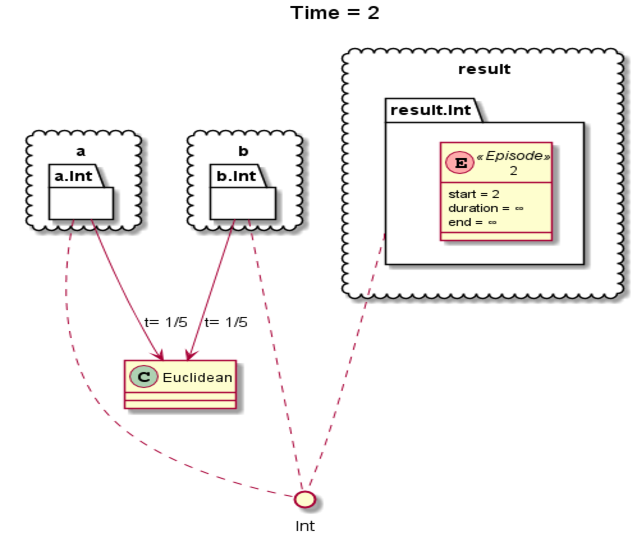 Time = 2
result
result.Int
E «Episode»
2
start = 2
duration = ∞
end = ∞
a
a.Int
b
b.Int
t= 1/5
t= 1/5
C Euclidean
Int